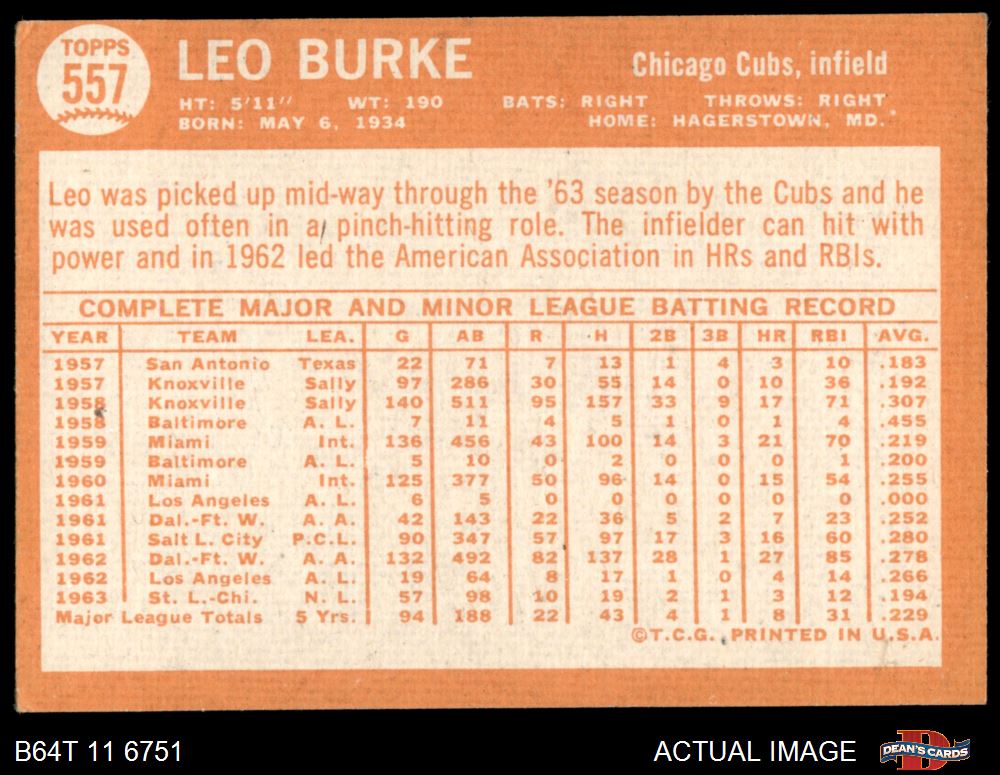 TOPPS
557
LEO BURKE
Chicago Cubs, infield
HT: 5'11" WT: 190 BATS: RIGHT THROWS: RIGHT
BORN: MAY 6, 1934 HOME: HAGERSTOWN, MD.
Leo was picked up mid-way through the '63 season by the Cubs and he
was used often in a pinch-hitting role. The infielder can hit with
power and in 1962 led the American Association in HRs and RBIs.
COMPLETE MAJOR AND MINOR LEAGUE BATTING RECORD
YEAR TEAM LEA. G AB R H 2B 3B HR RBI AVG.
1957 San Antonio Texas 22 71 7 13 1 4 3 10 .183
1957 Knoxville Sally 97 286 30 55 14 0 10 36 .192
1958 Knoxville Sally 140 511 95 157 33 9 17 71 .307
1958 Baltimore A. L. 7 11 4 5 1 0 1 4 .455
1959 Miami Int. 136 456 43 100 14 3 21 70 .219
1959 Baltimore A. L. 5 10 0 2 0 0 0 1 .200
1960 Miami Int. 125 377 50 96 14 0 15 54 .255
1961 Los Angeles A. L. 6 5 0 0 0 0 0 0 .000
1961 Dal.-Ft. W. A. A. 42 143 22 36 5 2 7 23 .252
1961 Salt L. City P.C.L. 90 347 57 97 17 3 16 60 .280
1962 Dal.-Ft. W. A. A. 132 492 82 137 28 1 27 85 .278
1962 Los Angeles A. L. 19 64 8 17 1 0 4 14 .266
1963 St. L.-Chi. N. L. 57 98 10 19 2 1 3 12 .194
Major League Totals 5 Yrs. 94 188 22 43 4 1 8 31 .229
©T.C.G. PRINTED IN U.S.A.
B64T 11 6751 ACTUAL IMAGE
D
DEAN'S CARDS